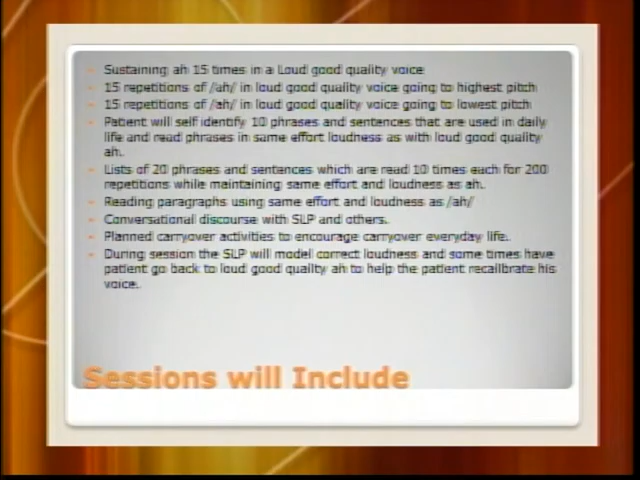 Sustaining ah 15 times in a Loud good quality voice
15 repetitions of /ah/ in loud good quality voice going to highest pitch
15 repetitions of /ah/ in loud good quality voice going to lowest pitch
Patient will self identify 10 phrases and sentences that are used in daily
life and read phrases in same effort loudness as with loud good quality
ah.
Lists of 20 phrases and sentences which are read 10 times each for 200
repetitions while maintaining same effort and loudness as ah.
Reading paragraphs using same effort and loudness as /ah/
Conversational discourse with SLP and others.
Planned carryover activities to encourage carryover everyday life.
During session the SLP will model correct loudness and some times have
patient go back to loud good quality ah to help the patient recalibrate his
voice.
Sessions will Include